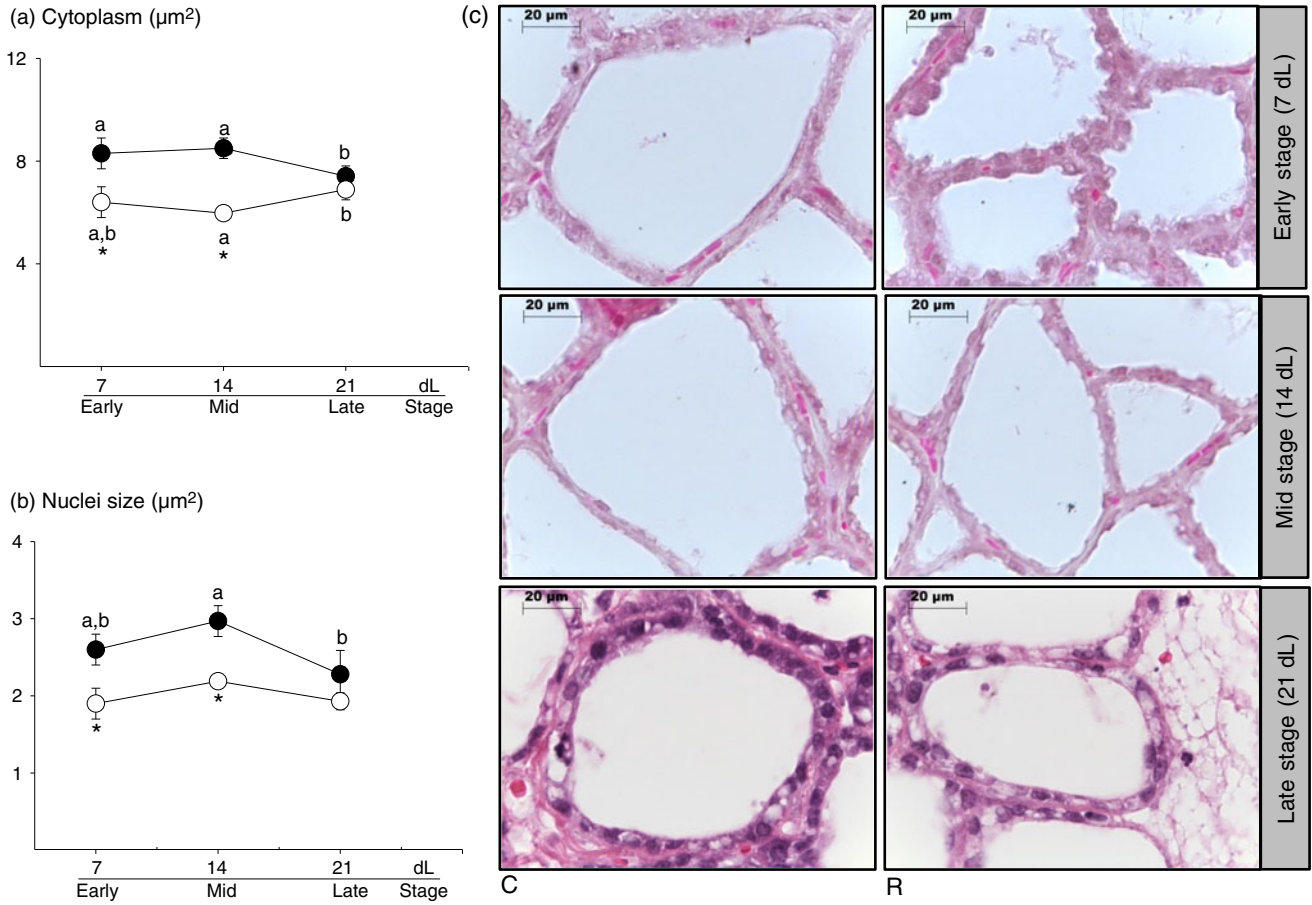 (a) Cytoplasm (µm²)
12
8
4
a
a
b
a,b
*
a
*
b
7 14 21 dL
Early Mid Late Stage
(b) Nuclei size (µm²)
4
3
2
1
a,b
a
b
*
*
7 14 21 dL
Early Mid Late Stage
(c)
20 µm
20 µm
Early stage (7 dL)
20 µm
20 µm
Mid stage (14 dL)
20 µm
20 µm
Late stage (21 dL)
C
R